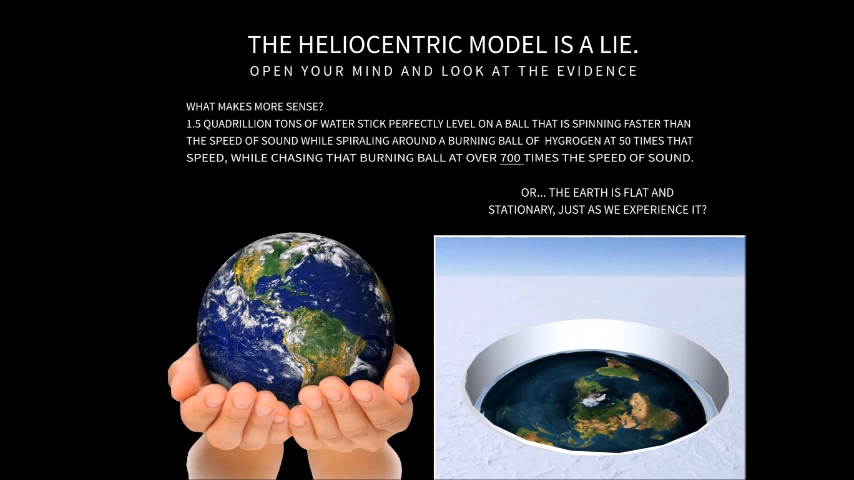 THE HELIOCENTRIC MODEL IS A LIE.
OPEN YOUR MIND AND LOOK AT THE EVIDENCE
WHAT MAKES MORE SENSE?
1.5 QUADRILLION TONS OF WATER STICK PERFECTLY LEVEL ON A BALL THAT IS SPINNING FASTER THAN
THE SPEED OF SOUND WHILE SPIRALING AROUND A BURNING BALL OF HYGROGEN AT 50 TIMES THAT
SPEED, WHILE CHASING THAT BURNING BALL AT OVER 700 TIMES THE SPEED OF SOUND.
OR... THE EARTH IS FLAT AND
STATIONARY, JUST AS WE EXPERIENCE IT?